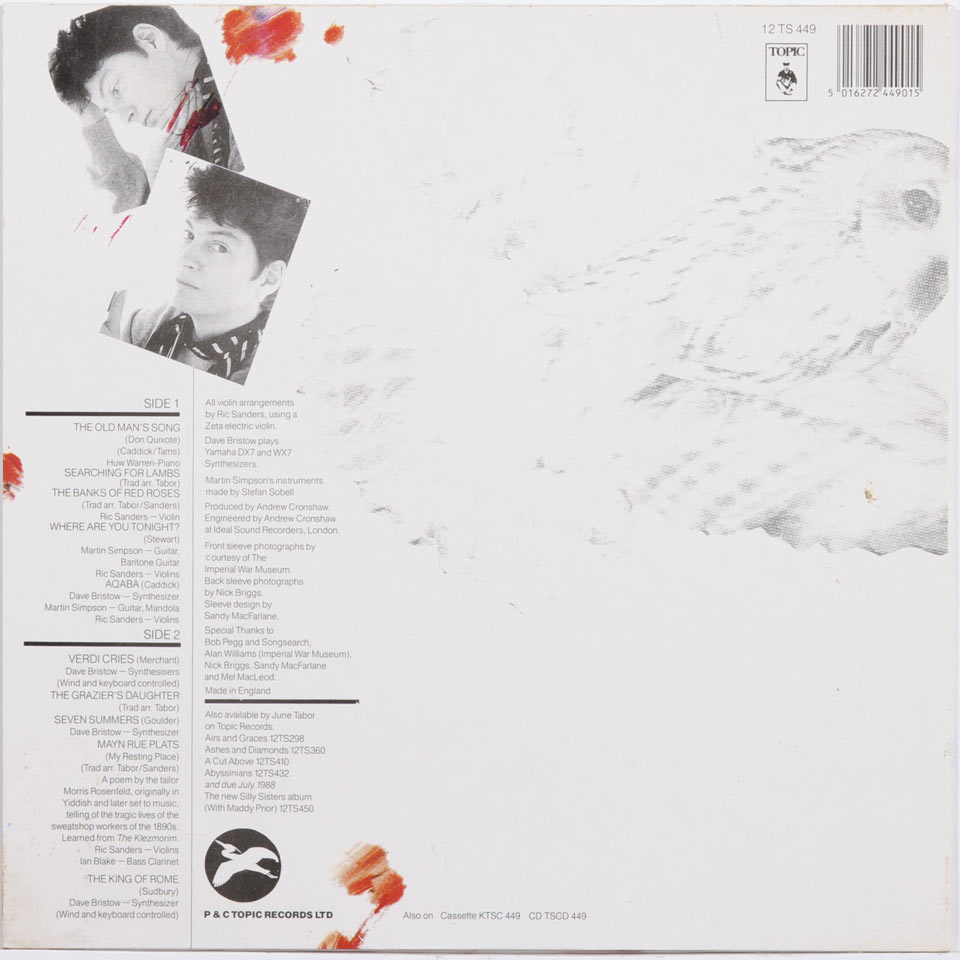 12 TS 449
TOPIC
5 016272 449015
SIDE 1
THE OLD MAN'S SONG
(Don Quixote)
(Caddick/Tams)
Huw Warren-Piano
SEARCHING FOR LAMBS
(Trad arr. Tabor)
THE BANKS OF RED ROSES
(Trad arr. Tabor/Sanders)
Ric Sanders — Violin
WHERE ARE YOU TONIGHT?
(Stewart)
Martin Simpson — Guitar,
Baritone Guitar
Ric Sanders — Violins
AQABA (Caddick)
Dave Bristow — Synthesizer
Martin Simpson — Guitar, Mandola
Ric Sanders — Violins
SIDE 2
VERDI CRIES (Merchant)
Dave Bristow — Synthesisers
(Wind and keyboard controlled)
THE GRAZIER'S DAUGHTER
(Trad arr. Tabor)
SEVEN SUMMERS (Goulder)
Dave Bristow — Synthesizer
MAYN RUE PLATS
(My Resting Place)
(Trad arr. Tabor/Sanders)
A poem by the tailor
Morris Rosenfeld, originally in
Yiddish and later set to music,
telling of the tragic lives of the
sweatshop workers of the 1890s.
Learned from The Klezmorim.
Ric Sanders — Violins
Ian Blake — Bass Clarinet
THE KING OF ROME
(Sudbury)
Dave Bristow — Synthesizer
(Wind and keyboard controlled)
All violin arrangements
by Ric Sanders, using a
Zeta electric violin.
Dave Bristow plays
Yamaha DX7 and WX7
Synthesizers.
Martin Simpson's instruments
made by Stefan Sobell
Produced by Andrew Cronshaw.
Engineered by Andrew Cronshaw
at Ideal Sound Recorders, London.
Front sleeve photographs by
courtesy of The
Imperial War Museum.
Back sleeve photographs
by Nick Briggs.
Sleeve design by
Sandy MacFarlane
Special Thanks to
Bob Pegg and Songsearch,
Alan Williams (Imperial War Museum),
Nick Briggs, Sandy MacFarlane
and Mel MacLeod.
Made in England
Also available by June Tabor
on Topic Records.
Airs and Graces 12TS298
Ashes and Diamonds 12TS360
A Cut Above 12TS410
Abyssinians 12TS432
and due July 1988
The new Silly Sisters album
(With Maddy Prior) 12TS450
P & C TOPIC RECORDS LTD
Also on Cassette KTSC 449 CD TSCD 449